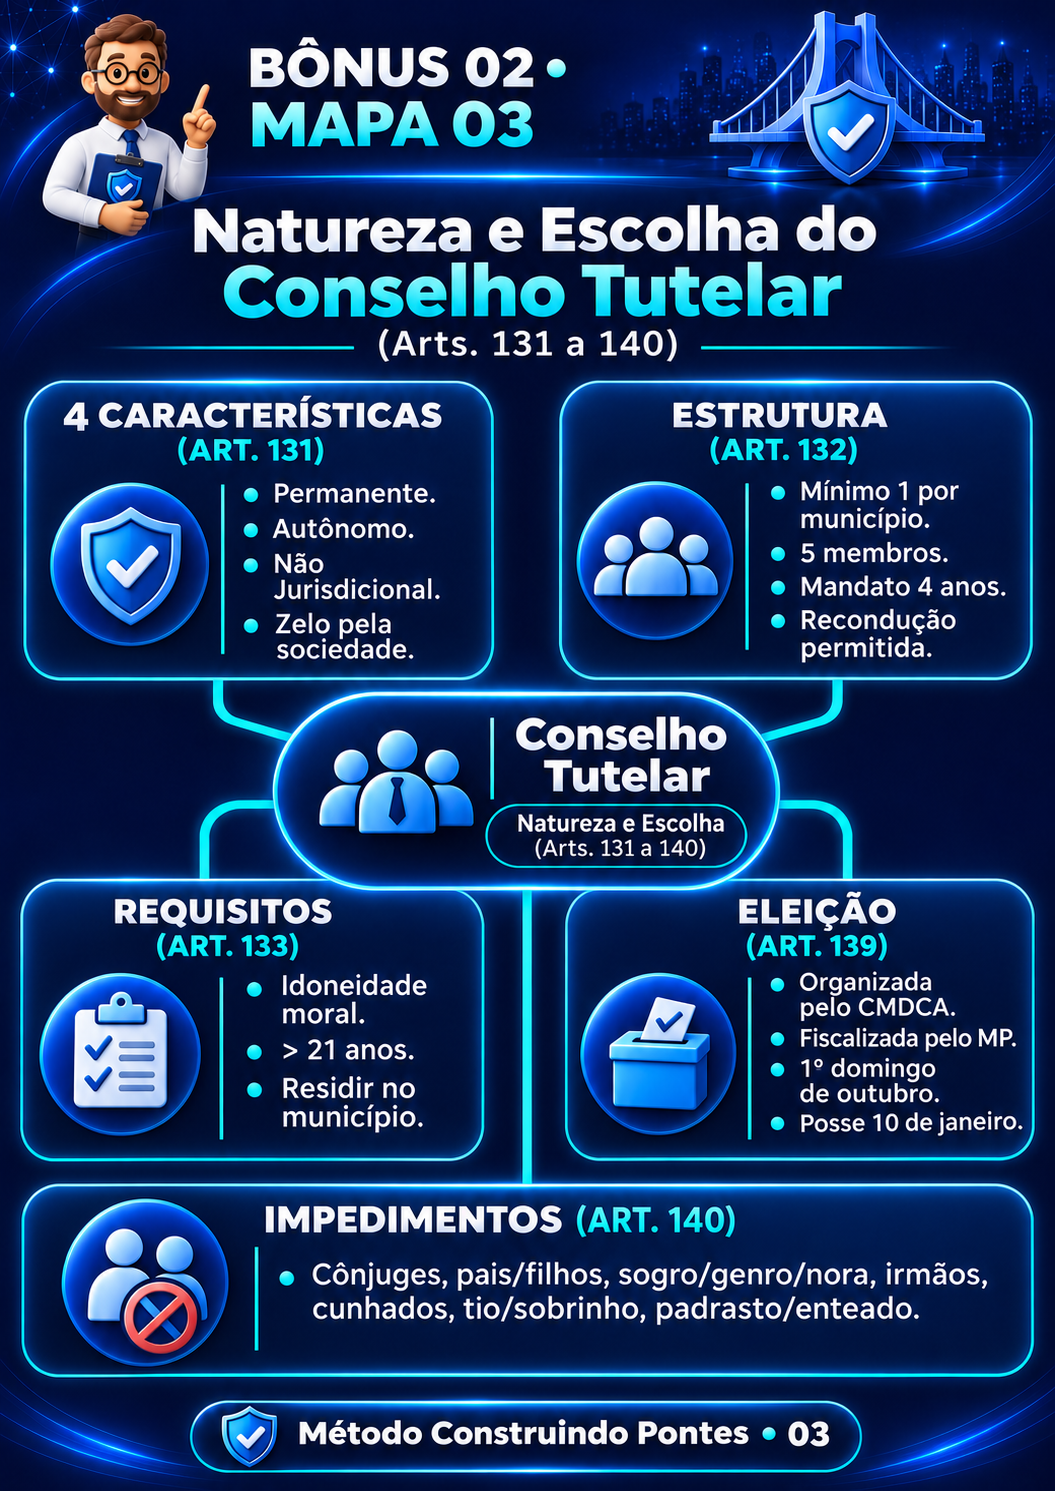 BÔNUS 02 •
MAPA 03
Natureza e Escolha do
Conselho Tutelar
(Arts. 131 a 140)
4 CARACTERÍSTICAS
(ART. 131)
• Permanente.
• Autônomo.
• Não
Jurisdicional.
• Zelo pela
sociedade.
ESTRUTURA
(ART. 132)
• Mínimo 1 por
município.
• 5 membros.
• Mandato 4 anos.
• Recondução
permitida.
Conselho
Tutelar
Natureza e Escolha
(Arts. 131 a 140)
REQUISITOS
(ART. 133)
• Idoneidade
moral.
• > 21 anos.
• Residir no
município.
ELEIÇÃO
(ART. 139)
• Organizada
pelo CMDCA.
• Fiscalizada pelo MP.
• 1º domingo
de outubro.
• Posse 10 de janeiro.
IMPEDIMENTOS (ART. 140)
• Cônjuges, pais/filhos, sogro/genro/nora, irmãos,
cunhados, tio/sobrinho, padrasto/enteado.
Método Construindo Pontes • 03